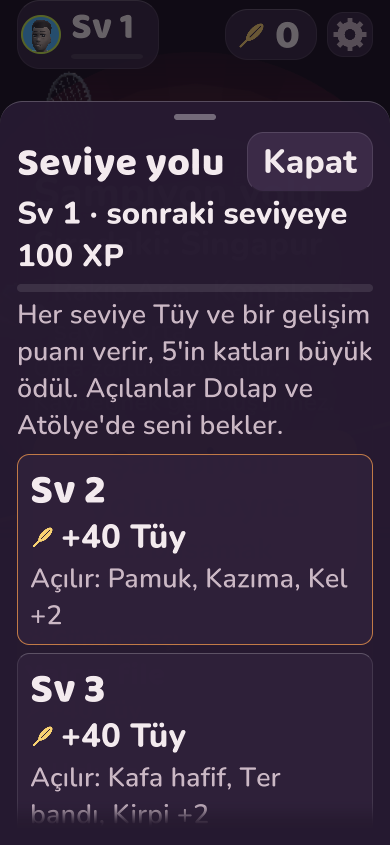 Sv 1
0
Seviye yolu
Kapat
Sv 1 · sonraki seviyeye
100 XP
Her seviye Tüy ve bir gelişim
puanı verir, 5'in katları büyük
ödül. Açılanlar Dolap ve
Atölye'de seni bekler.
Sv 2
+40 Tüy
Açılır: Pamuk, Kazıma, Kel
+2
Sv 3
+40 Tüy
Açılır: Kafa hafif, Ter
bandı, Kirpi +2